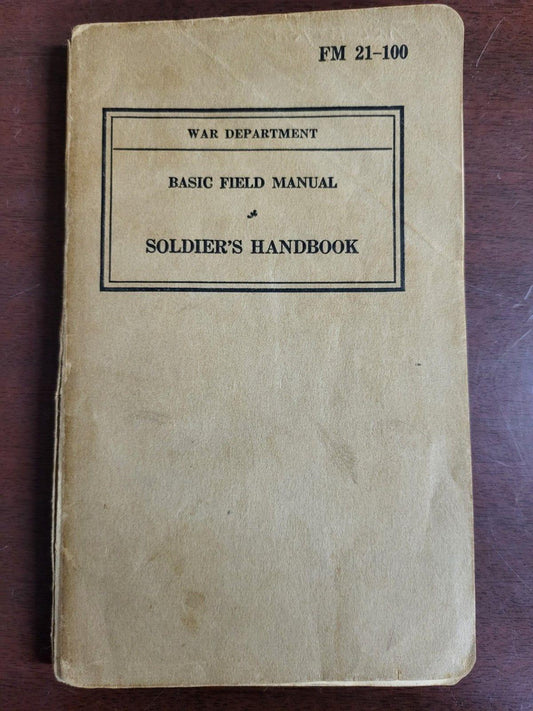 FM 21-100
WAR DEPARTMENT
BASIC FIELD MANUAL
SOLDIER'S HANDBOOK